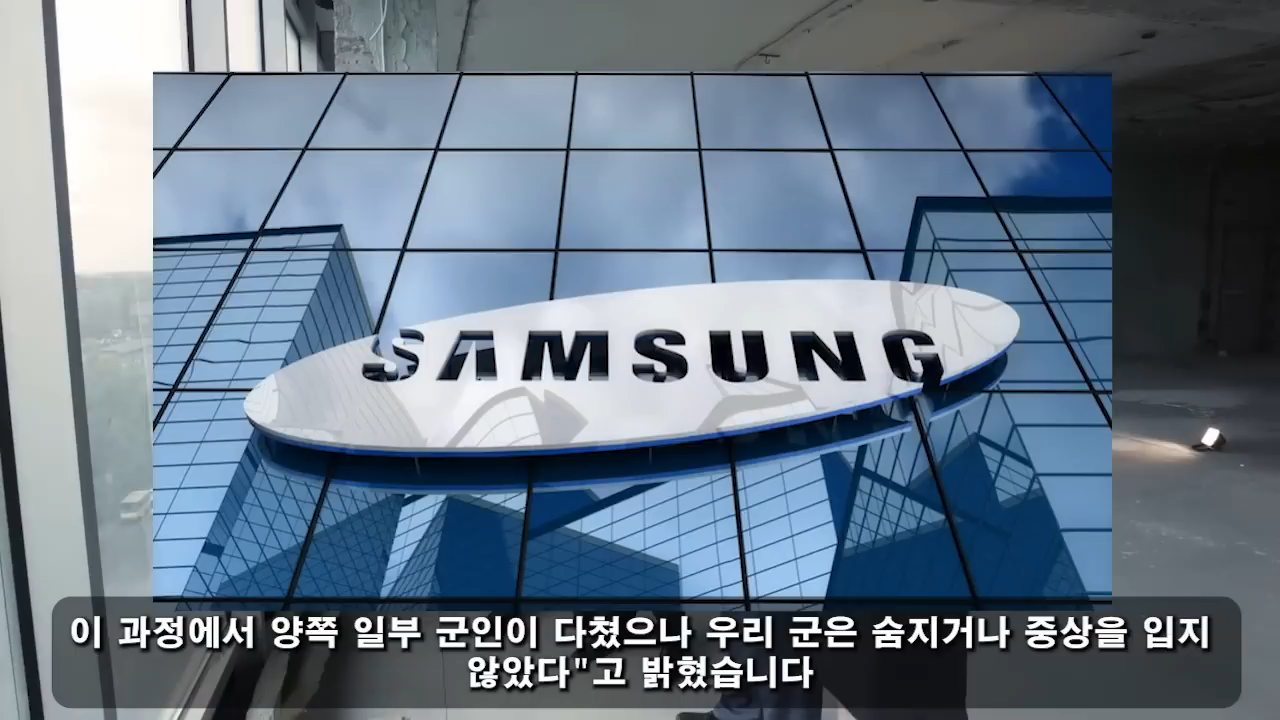 SAMSUNG
이 과정에서 양쪽 일부 군인이 다쳤으나 우리 군은 숨지거나 중상을 입지
않았다"고 밝혔습니다